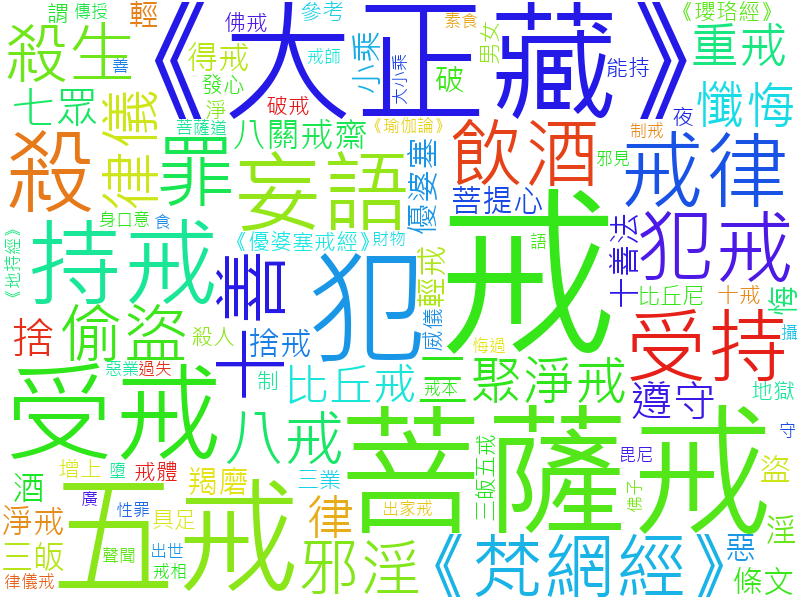 謂
傳授
輕
佛戒
參考
素食
《瓔珞經》
《大正藏》
殺生
善
得戒
戒師
小乘
大小乘
破
男女
能持
重戒
發心
七眾
淨
破戒
菩薩道
八關戒齋
《瑜伽論》
飲酒
夜
懺悔
制戒
邪見
殺
律儀
罪
妄語
優婆塞
菩提心
戒律
身口意
食
《地持經》
持戒
《優婆塞戒經》
財物
戒
語
十善法
犯戒
十善
犯
輕戒
比丘尼
十戒
悔
捨
偷盜
殺人
捨戒
威儀
悔過
受持
攝
惡業
過失
制
比丘戒
三聚淨戒
戒本
遵守
地獄
受戒
八戒
菩薩戒
守
增上
墮
戒體
羯磨
三業
三皈五戒
毘尼
盜
酒
廣
五戒
性罪
具足
律
出家戒
佛子
淫
淨戒
三皈
聲聞
出世
戒相
律儀戒
邪淫
《梵網經》
惡
條文